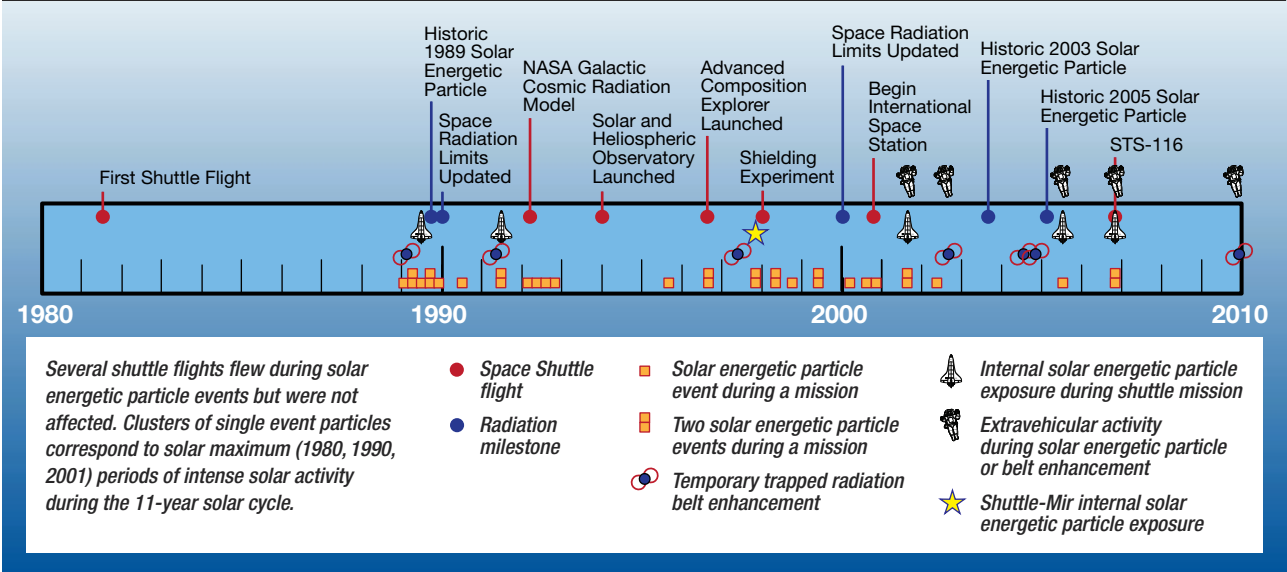 Historic
1989 Solar
Energetic
Particle
Space
Radiation
Limits
Updated
NASA Galactic
Cosmic Radiation
Model
Solar and
Heliospheric
Observatory
Launched
Advanced
Composition
Explorer
Launched
Shielding
Experiment
Space Radiation
Limits Updated
Begin
International
Space
Station
Historic 2003 Solar
Energetic Particle
Historic 2005 Solar
Energetic Particle
STS-116
First Shuttle Flight
1980
1990
2000
2010
Several shuttle flights flew during solar
energetic particle events but were not
affected. Clusters of single event particles
correspond to solar maximum (1980, 1990,
2001) periods of intense solar activity
during the 11-year solar cycle.
Space Shuttle
flight
Radiation
milestone
Solar energetic particle
event during a mission
Two solar energetic particle
events during a mission
Temporary trapped radiation
belt enhancement
Internal solar energetic particle
exposure during shuttle mission
Extravehicular activity
during solar energetic particle
or belt enhancement
Shuttle-Mir internal solar
energetic particle exposure